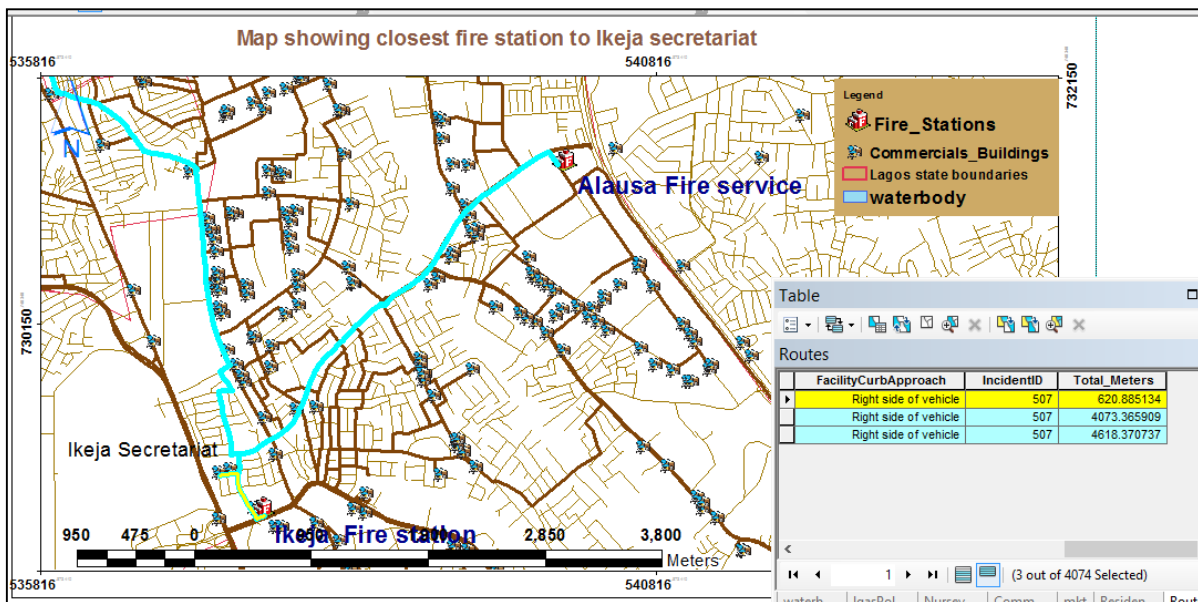 Map showing closest fire station to Ikeja secretariat
535816
540816
732150
Legend
Fire_Stations
Commercials_Buildings
Lagos state boundaries
waterbody
N
Alausa Fire service
730150
Ikeja Secretariat
Ikeja Fire station
950 475 0 2,850 3,800
Meters
535816
540816
Table
Routes
FacilityCurbApproach IncidentID Total_Meters
Right side of vehicle 507 620.885134
Right side of vehicle 507 4073.365909
Right side of vehicle 507 4618.370737
1 (3 out of 4074 Selected)